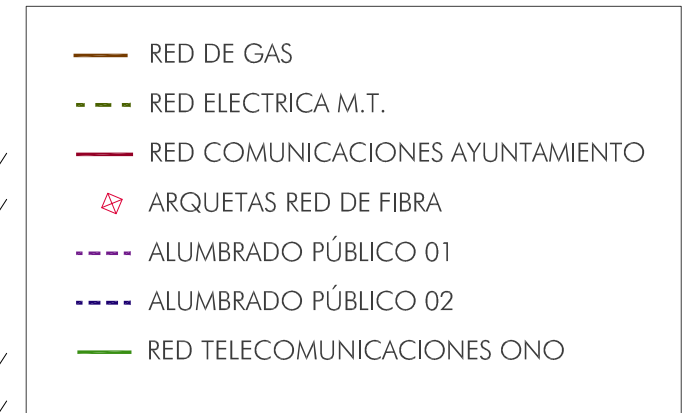 RED DE GAS
RED ELECTRICA M.T.
RED COMUNICACIONES AYUNTAMIENTO
ARQUETAS RED DE FIBRA
ALUMBRADO PÚBLICO 01
ALUMBRADO PÚBLICO 02
RED TELECOMUNICACIONES ONO